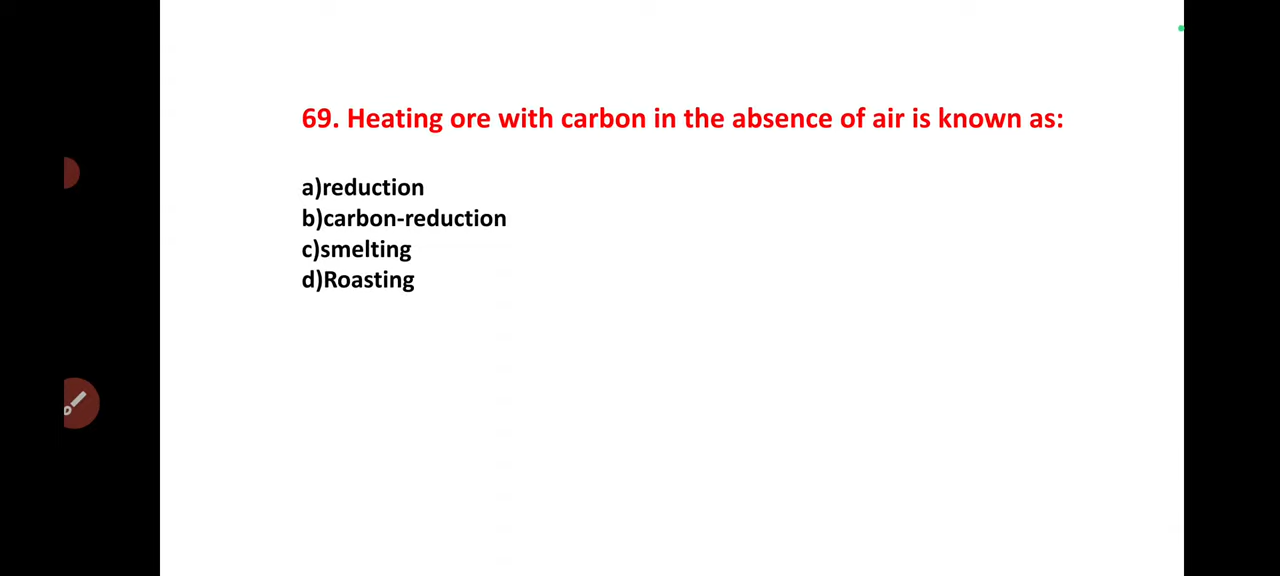 69. Heating ore with carbon in the absence of air is known as:
a)reduction
b)carbon-reduction
c)smelting
d)Roasting